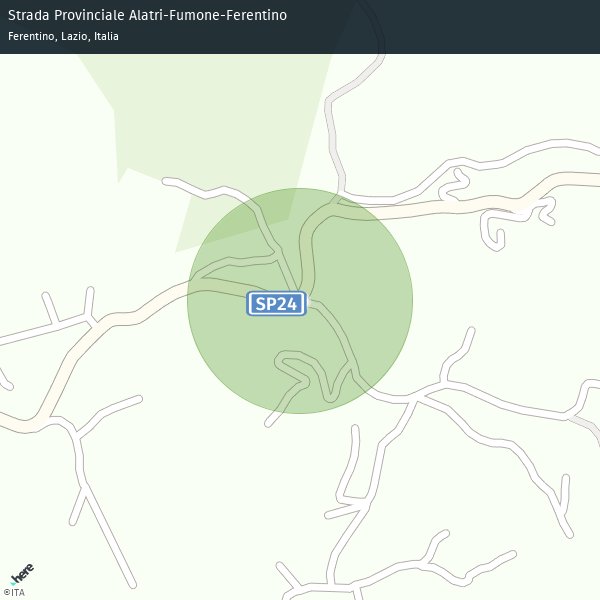 Strada Provinciale Alatri-Fumone-Ferentino
Ferentino, Lazio, Italia
SP24
here
©ITA